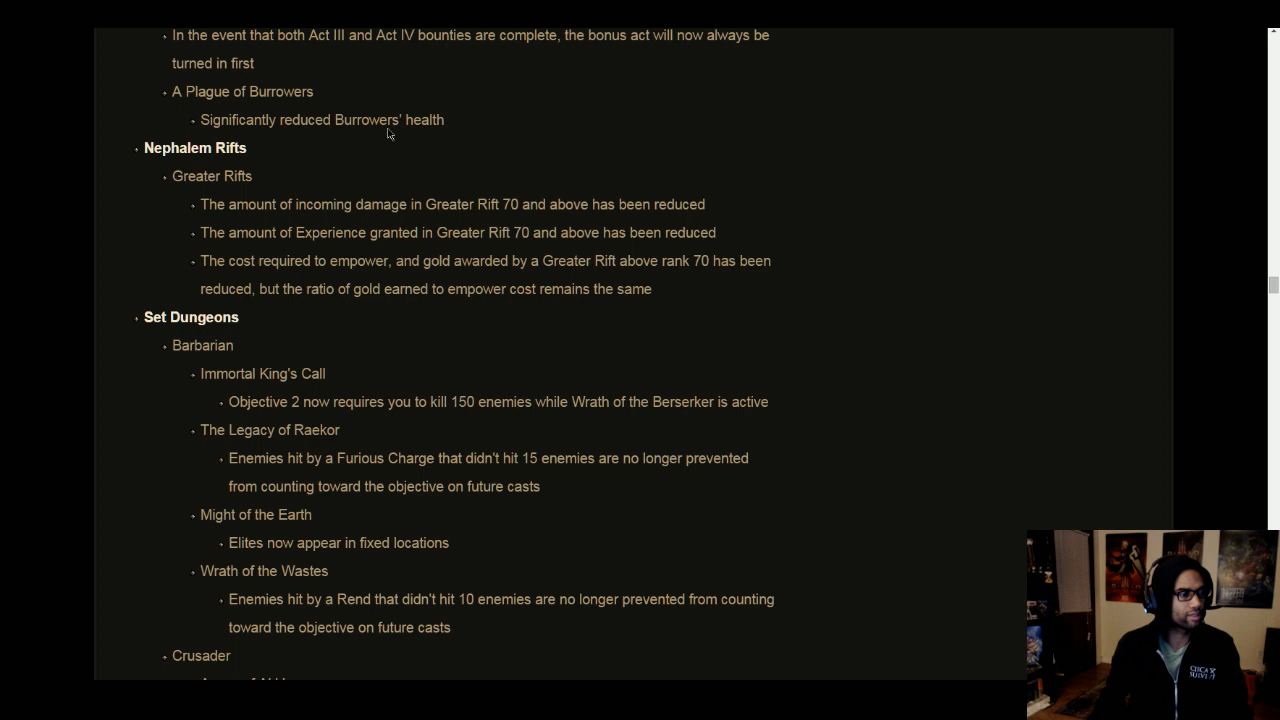 In the event that both Act III and Act IV bounties are complete, the bonus act will now always be
turned in first
A Plague of Burrowers
Significantly reduced Burrowers' health
Nephalem Rifts
Greater Rifts
The amount of incoming damage in Greater Rift 70 and above has been reduced
The amount of Experience granted in Greater Rift 70 and above has been reduced
The cost required to empower, and gold awarded by a Greater Rift above rank 70 has been
reduced, but the ratio of gold earned to empower cost remains the same
Set Dungeons
Barbarian
Immortal King's Call
Objective 2 now requires you to kill 150 enemies while Wrath of the Berserker is active
The Legacy of Raekor
Enemies hit by a Furious Charge that didn't hit 15 enemies are no longer prevented
from counting toward the objective on future casts
Might of the Earth
Elites now appear in fixed locations
Wrath of the Wastes
Enemies hit by a Rend that didn't hit 10 enemies are no longer prevented from counting
toward the objective on future casts
Crusader